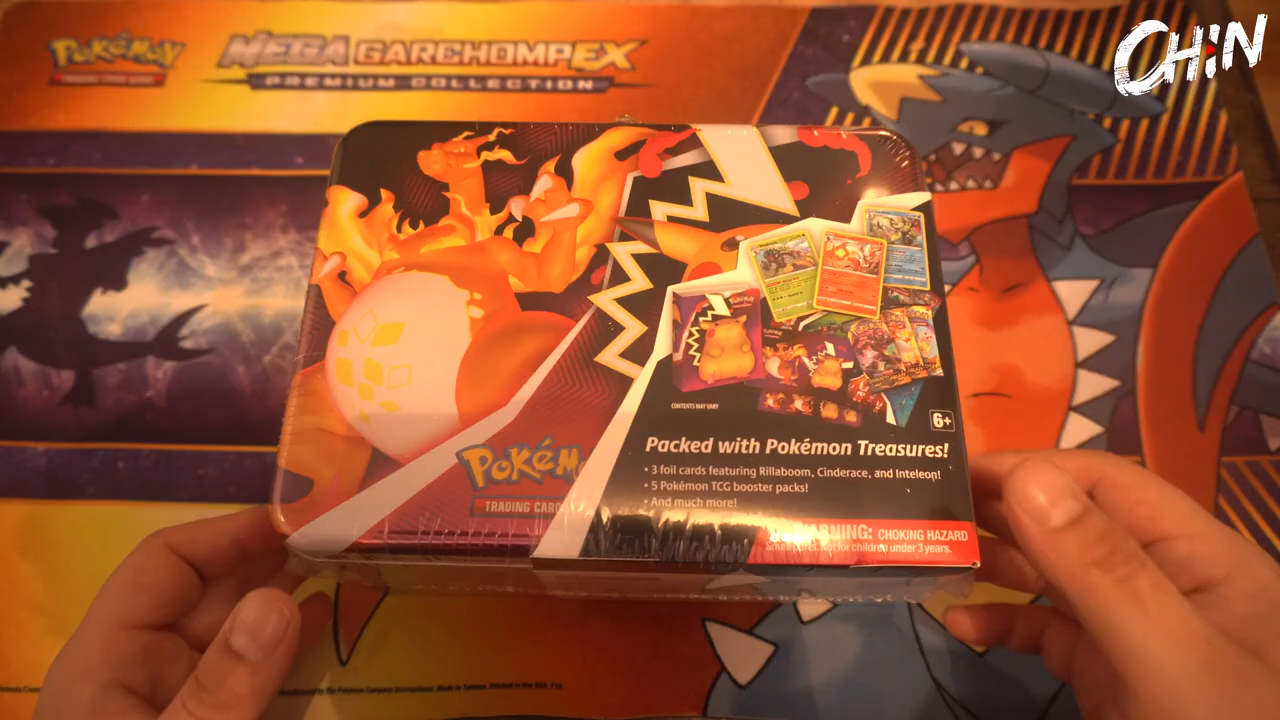 CHIN
POKÉMON
MEGA GARCHOMP EX
PREMIUM COLLECTION
POKÉMON
CONTENTS MAY VARY
6+
Packed with Pokémon Treasures!
• 3 foil cards featuring Rillaboom, Cinderace, and Inteleon!
• 5 Pokémon TCG booster packs!
• And much more!
POKÉM
TRADING CARD
WARNING: CHOKING HAZARD
Small parts. Not for children under 3 years.